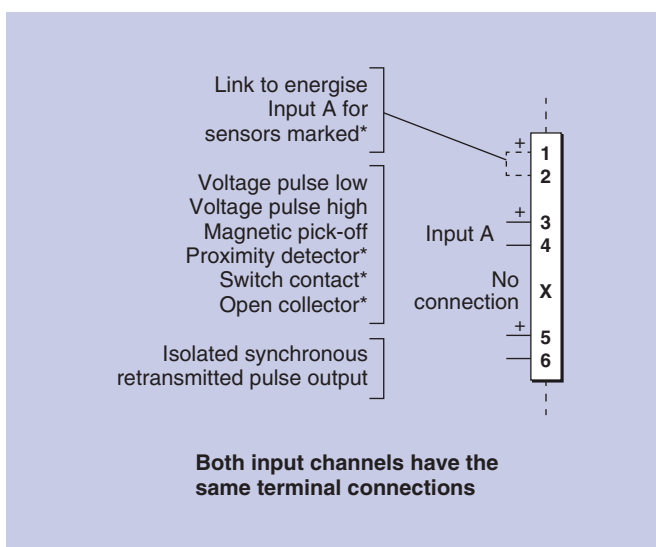 Link to energise
Input A for
sensors marked*
Voltage pulse low
Voltage pulse high
Magnetic pick-off
Proximity detector*
Switch contact*
Open collector*
Isolated synchronous
retransmitted pulse output
Input A
No
connection
+
1
2
+
3
4
X
+
5
6
Both input channels have the
same terminal connections